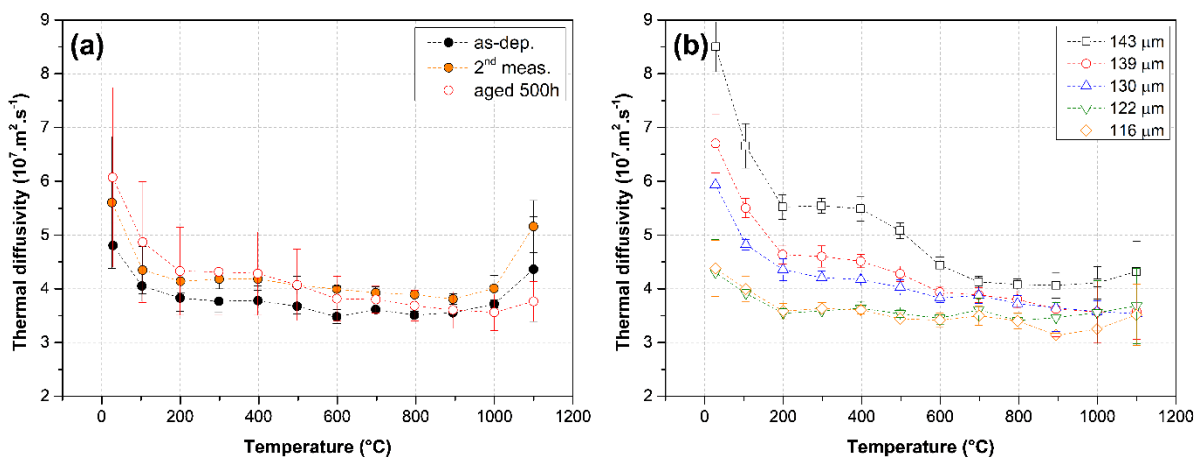 (a)
as-dep.
2nd meas.
aged 500h
9
8
7
6
5
4
3
2
Thermal diffusivity (10⁷.m².s⁻¹)
0
200
400
600
800
1000
1200
Temperature (°C)
(b)
143 µm
139 µm
130 µm
122 µm
116 µm
9
8
7
6
5
4
3
2
Thermal diffusivity (10⁷.m².s⁻¹)
0
200
400
600
800
1000
1200
Temperature (°C)